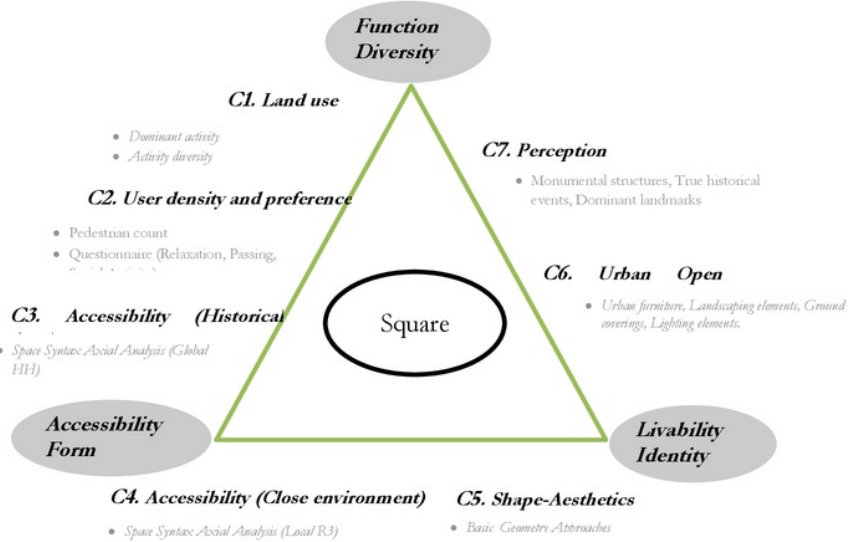 Function
Diversity
C1. Land use
• Dominant activity
• Activity diversity
C7. Perception
• Monumental structures, True historical
events, Dominant landmarks
C2. User density and preference
• Pedestrian count
• Questionnaire (Relaxation, Passing,
C6. Urban Open
• Urban furniture, Landscaping elements, Ground
coverings, Lighting elements.
Square
C3. Accessibility (Historical
• Space Syntax Axial Analysis (Global
HH)
Accessibility
Form
Livability
Identity
C4. Accessibility (Close environment)
• Space Syntax Axial Analysis (Local R3)
C5. Shape-Aesthetics
• Basic Geometry Approaches